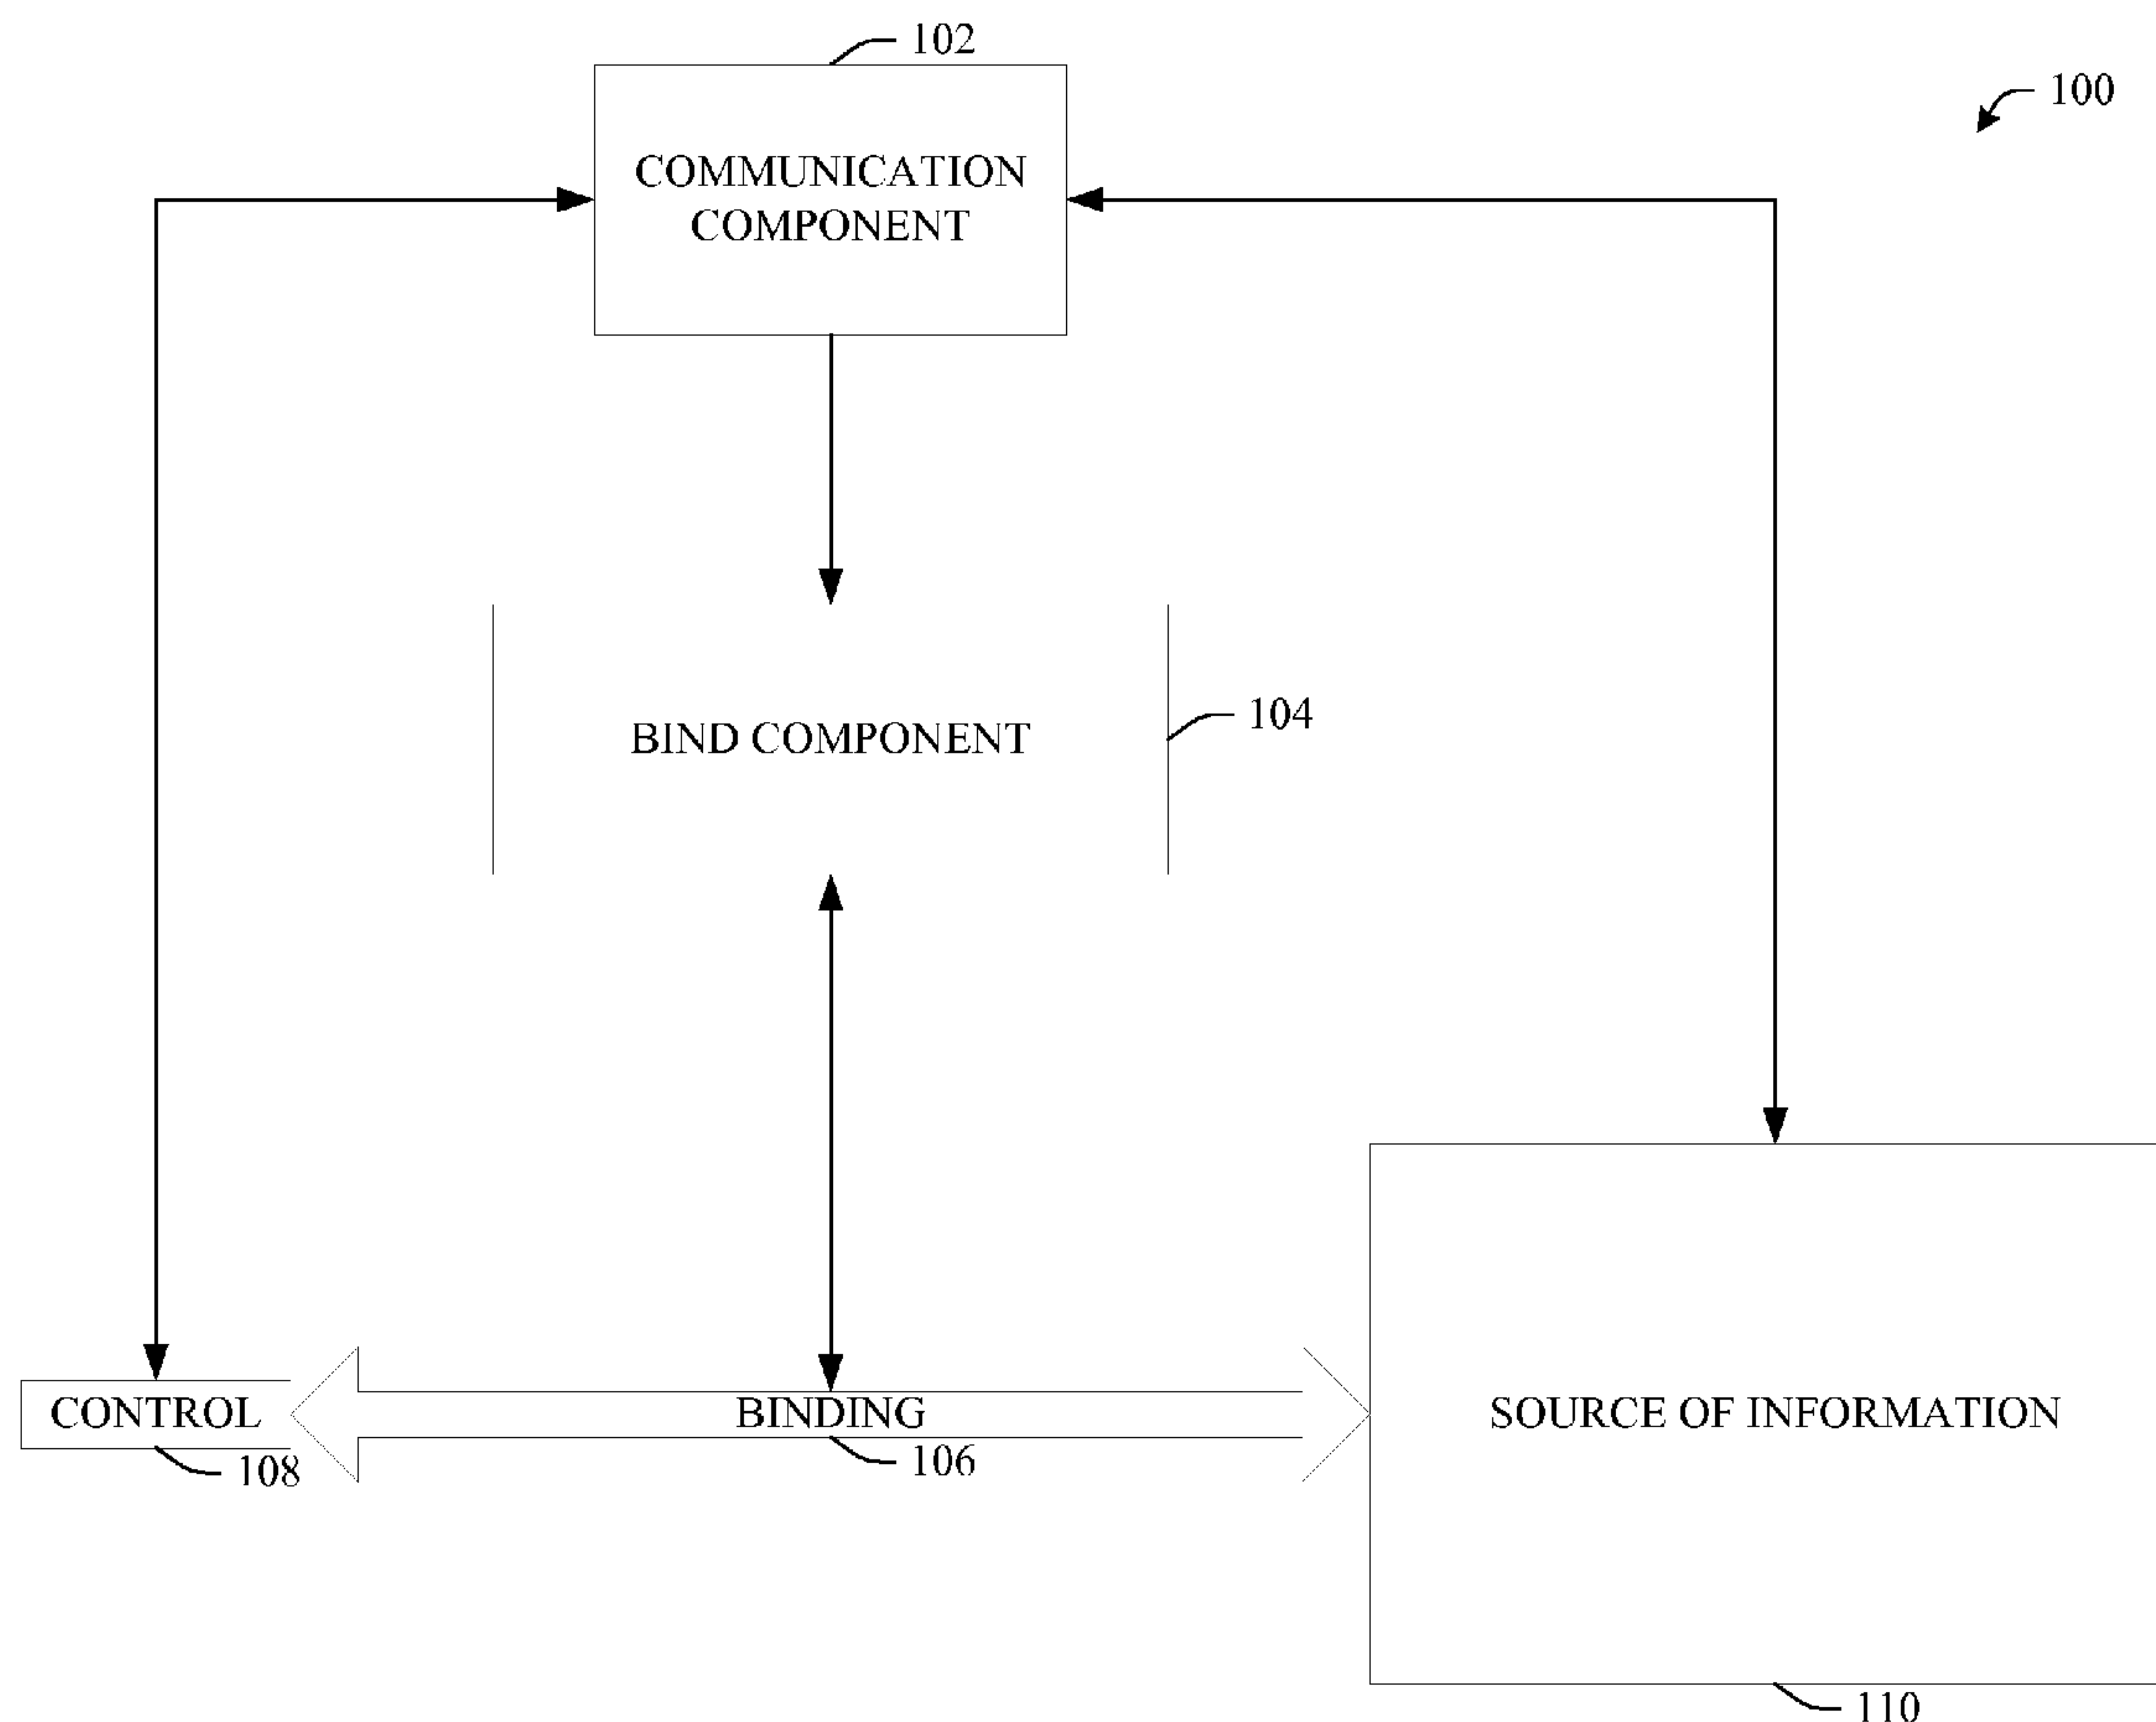 102
100
COMMUNICATION
COMPONENT
BIND COMPONENT
104
CONTROL
BINDING
SOURCE OF INFORMATION
108
106
110